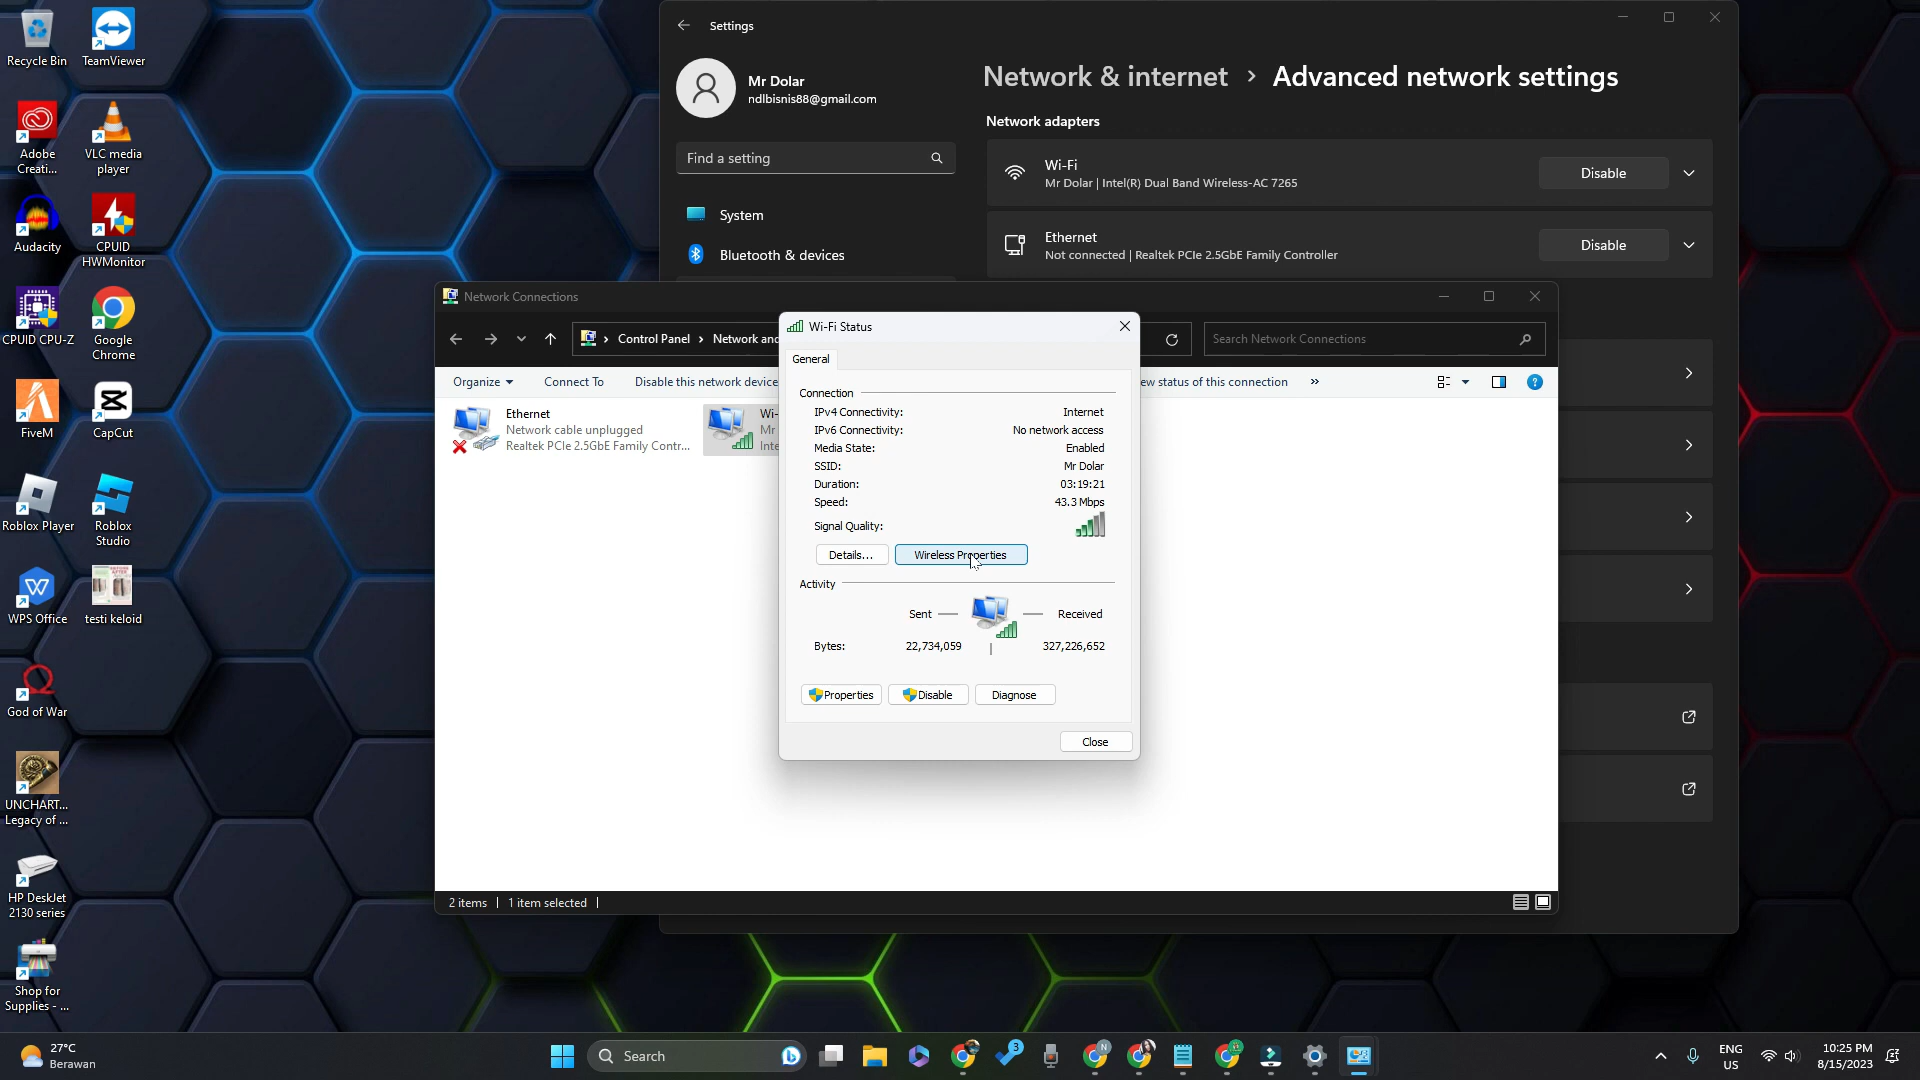 Recycle Bin
TeamViewer
Adobe
Creati...
VLC media
player
Audacity
CPUID
HWMonitor
CPUID CPU-Z
Google
Chrome
FiveM
CapCut
Roblox Player
Roblox
Studio
WPS Office
testi keloid
God of War
UNCHART...
Legacy of ...
HP DeskJet
2130 series
Shop for
Supplies - ...
Settings
Mr Dolar
ndlbisnis88@gmail.com
Find a setting
System
Bluetooth & devices
Network & internet > Advanced network settings
Network adapters
Wi-Fi
Mr Dolar | Intel(R) Dual Band Wireless-AC 7265
Disable
Ethernet
Not connected | Realtek PCIe 2.5GbE Family Controller
Disable
Network Connections
Control Panel > Network and
Search Network Connections
Organize
Connect To
Disable this network device
ew status of this connection
»
Ethernet
Network cable unplugged
Realtek PCIe 2.5GbE Family Contr...
Wi-
Mr
Inte
2 items
1 item selected
Wi-Fi Status
General
Connection
IPv4 Connectivity: Internet
IPv6 Connectivity: No network access
Media State: Enabled
SSID: Mr Dolar
Duration: 03:19:21
Speed: 43.3 Mbps
Signal Quality:
Details...
Wireless Properties
Activity
Sent — Received
Bytes: 22,734,059 | 327,226,652
Properties
Disable
Diagnose
Close
27°C
Berawan
Search
3
N
ENG
US
10:25 PM
8/15/2023